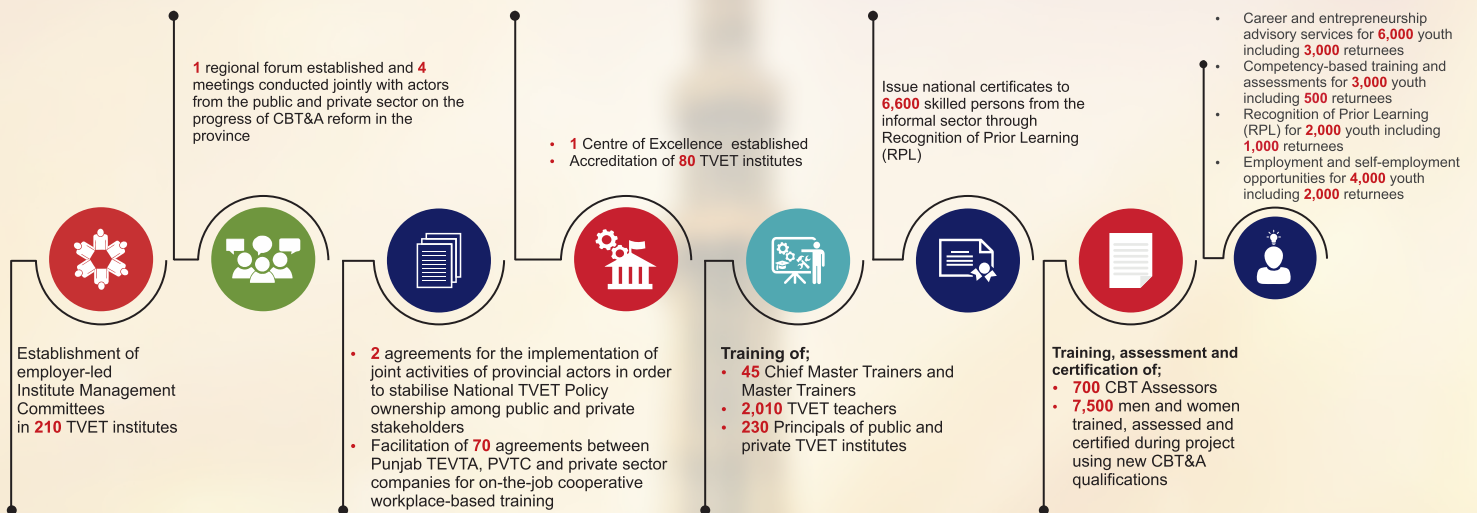 Establishment of
employer-led
Institute Management
Committees
in 210 TVET institutes
1 regional forum established and 4
meetings conducted jointly with actors
from the public and private sector on the
progress of CBT&A reform in the
province
• 2 agreements for the implementation of
joint activities of provincial actors in order
to stabilise National TVET Policy
ownership among public and private
stakeholders
• Facilitation of 70 agreements between
Punjab TEVTA, PVTC and private sector
companies for on-the-job cooperative
workplace-based training
• 1 Centre of Excellence established
• Accreditation of 80 TVET institutes
Training of;
• 45 Chief Master Trainers and
Master Trainers
• 2,010 TVET teachers
• 230 Principals of public and
private TVET institutes
Issue national certificates to
6,600 skilled persons from the
informal sector through
Recognition of Prior Learning
(RPL)
Training, assessment and
certification of;
• 700 CBT Assessors
• 7,500 men and women
trained, assessed and
certified during project
using new CBT&A
qualifications
• Career and entrepreneurship
advisory services for 6,000 youth
including 3,000 returnees
• Competency-based training and
assessments for 3,000 youth
including 500 returnees
• Recognition of Prior Learning
(RPL) for 2,000 youth including
1,000 returnees
• Employment and self-employment
opportunities for 4,000 youth
including 2,000 returnees